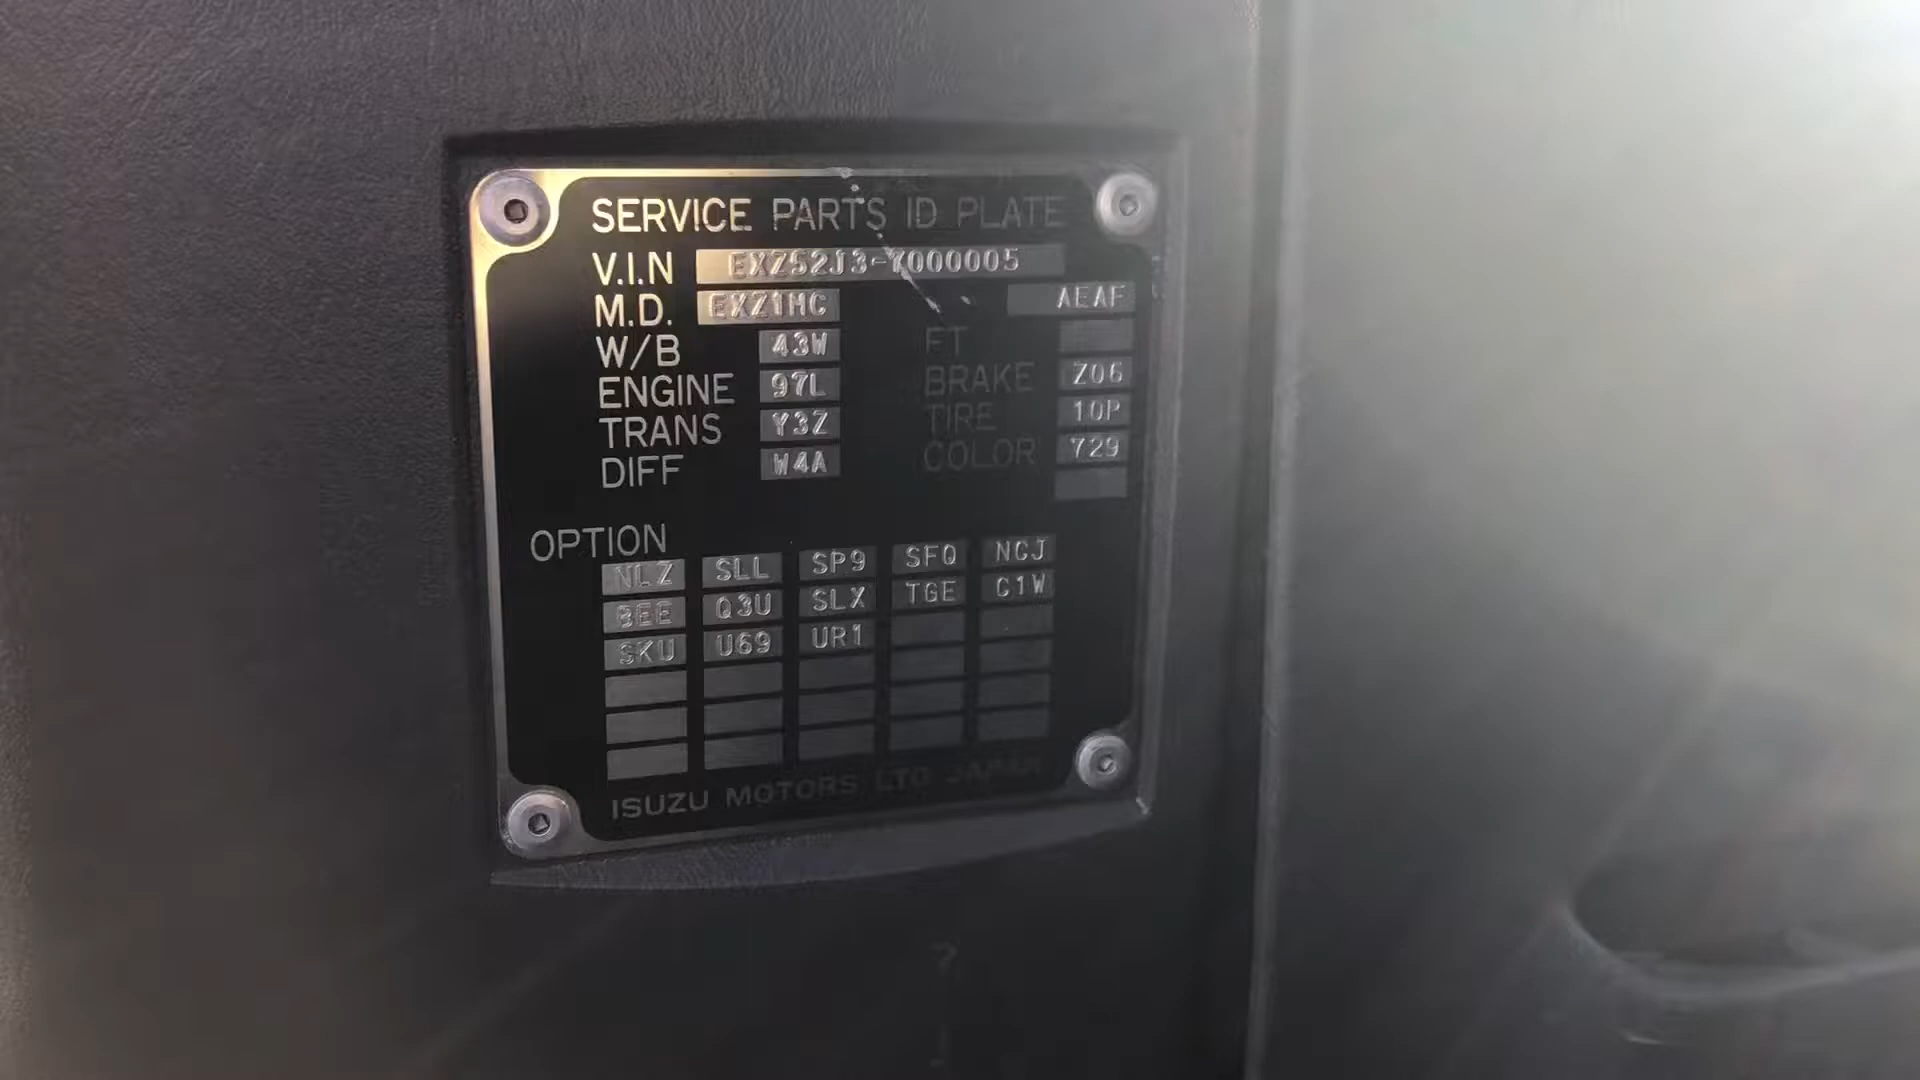 SERVICE PARTS ID PLATE
V.I.N EXZ52J3-7000005
M.D. EXZ1MC AEAF
W/B 43W ET
ENGINE 97L BRAKE Z06
TRANS Y3Z TIRE 10P
DIFF W4A COLOR 729
OPTION
NLZ SLL SP9 SFQ NCJ
BEE Q3U SLX TGE C1W
SKU U69 UR1
ISUZU MOTORS LTD JAPAN